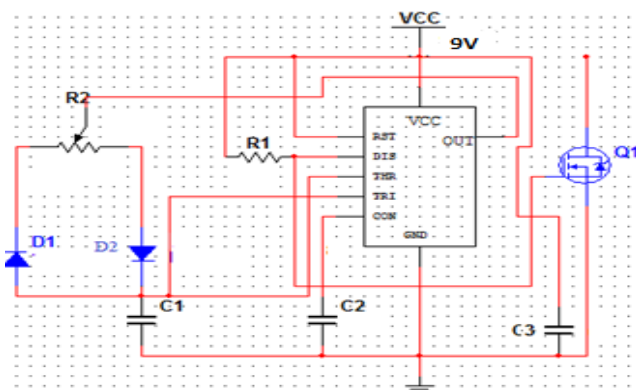 VCC
9V
R2
R1
VCC
RST
OUT
DIS
THR
TRI
CON
GND
Q1
D1
D2
C1
C2
C3